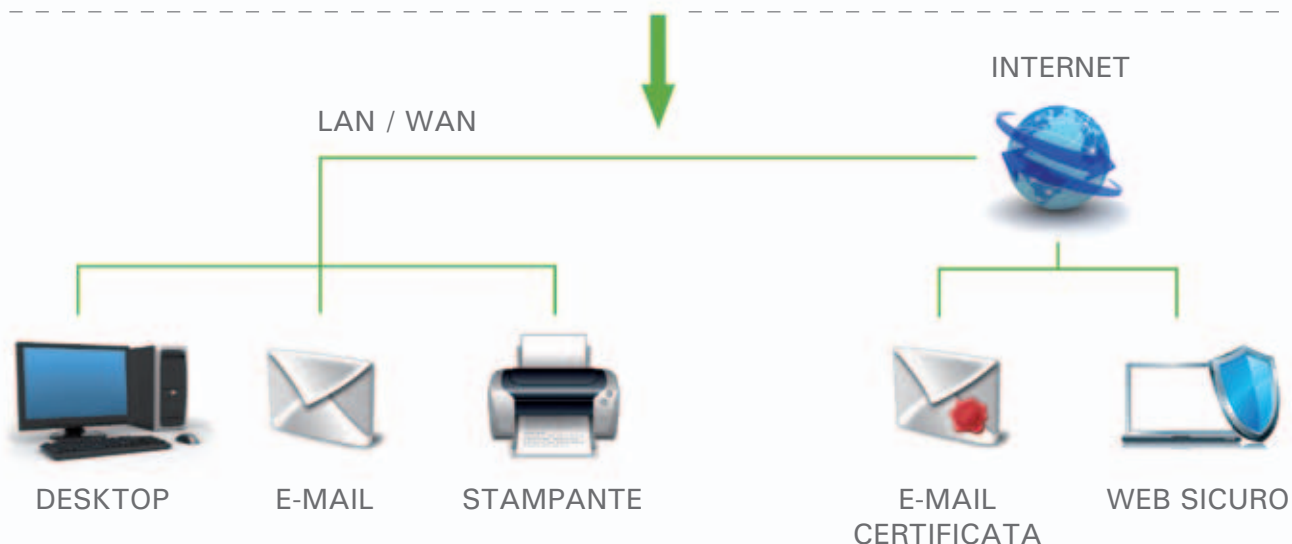 INTERNET
LAN / WAN
DESKTOP
E-MAIL
STAMPANTE
E-MAIL
CERTIFICATA
WEB SICURO